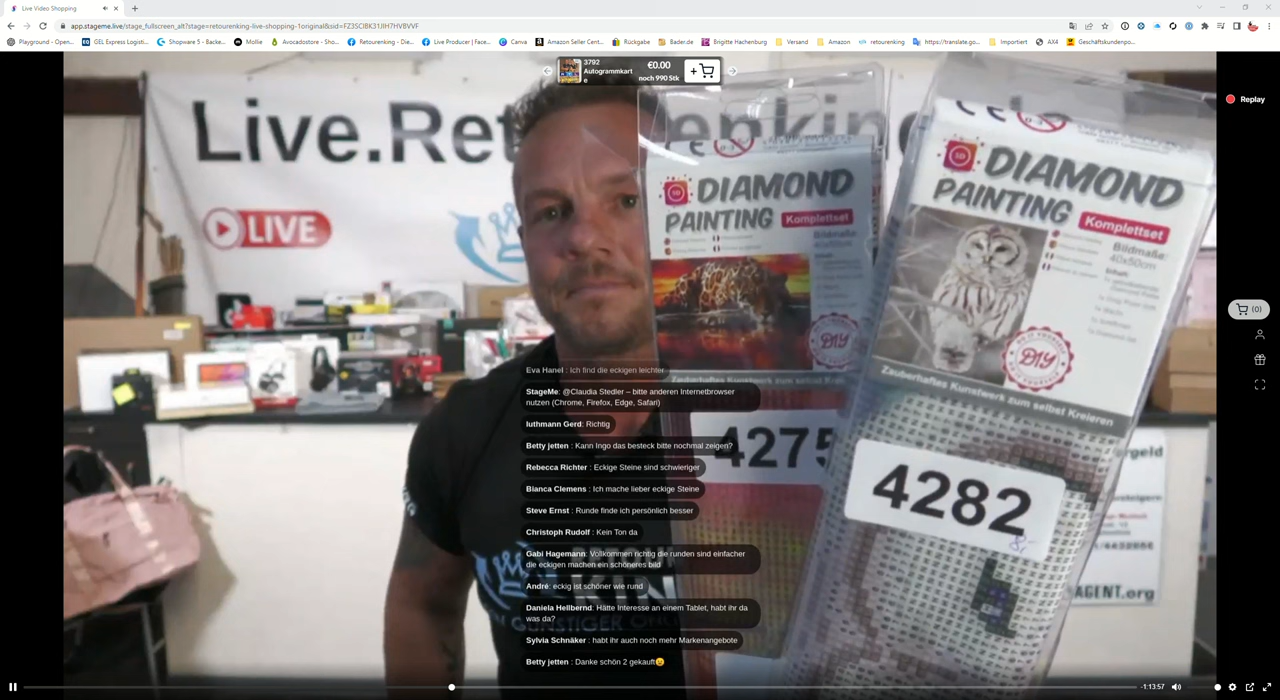 Live Video Shopping
app.stageme.live/stage_fullscreen_alt?stage=retourenking-live-shopping-1original&sid=FZ3SCIBK31JIH7HVBVVF
Playground - Open...
GEL Express Logisti...
Shopware 5 - Backe...
Mollie
Avocadostore - Sho...
Retourenking - Die...
Live Producer | Face...
Canva
Amazon Seller Cent...
Rückgabe
Bader.de
Brigitte Hachenburg
Versand
Amazon
retourenking
https://translate.go...
Importiert
AX4
Geschäftskundenpo...
3792
Autogrammkart
e
€0.00
noch 990 Stk
+
Replay
(0)
Live.Ret
LIVE
DIAMOND
PAINTING
Komplettset
Bildmaße:
40x50cm
DIY
4275
DIAMOND
PAINTING
Komplettset
Bildmaße:
40x50cm
Inhalt:
DIY
Zauberhaftes Kunstwerk zum selbst Kreieren
4282
AGENT.org
Eva Hanel : Ich find die eckigen leichter
StageMe: @Claudia Stedler – bitte anderen Internetbrowser
nutzen (Chrome, Firefox, Edge, Safari)
luthmann Gerd: Richtig
Betty jetten : Kann Ingo das besteck bitte nochmal zeigen?
Rebecca Richter : Eckige Steine sind schwieriger
Bianca Clemens : Ich mache lieber eckige Steine
Steve Ernst : Runde finde ich persönlich besser
Christoph Rudolf : Kein Ton da
Gabi Hagemann: Vollkommen richtig die runden sind einfacher
die eckigen machen ein schöneres bild
André: eckig ist schöner wie rund
Daniela Hellbernd: Hätte Interesse an einem Tablet, habt ihr da
was da?
Sylvia Schnäker : habt ihr auch noch mehr Markenangebote
Betty jetten : Danke schön 2 gekauft😮
-1:13:57